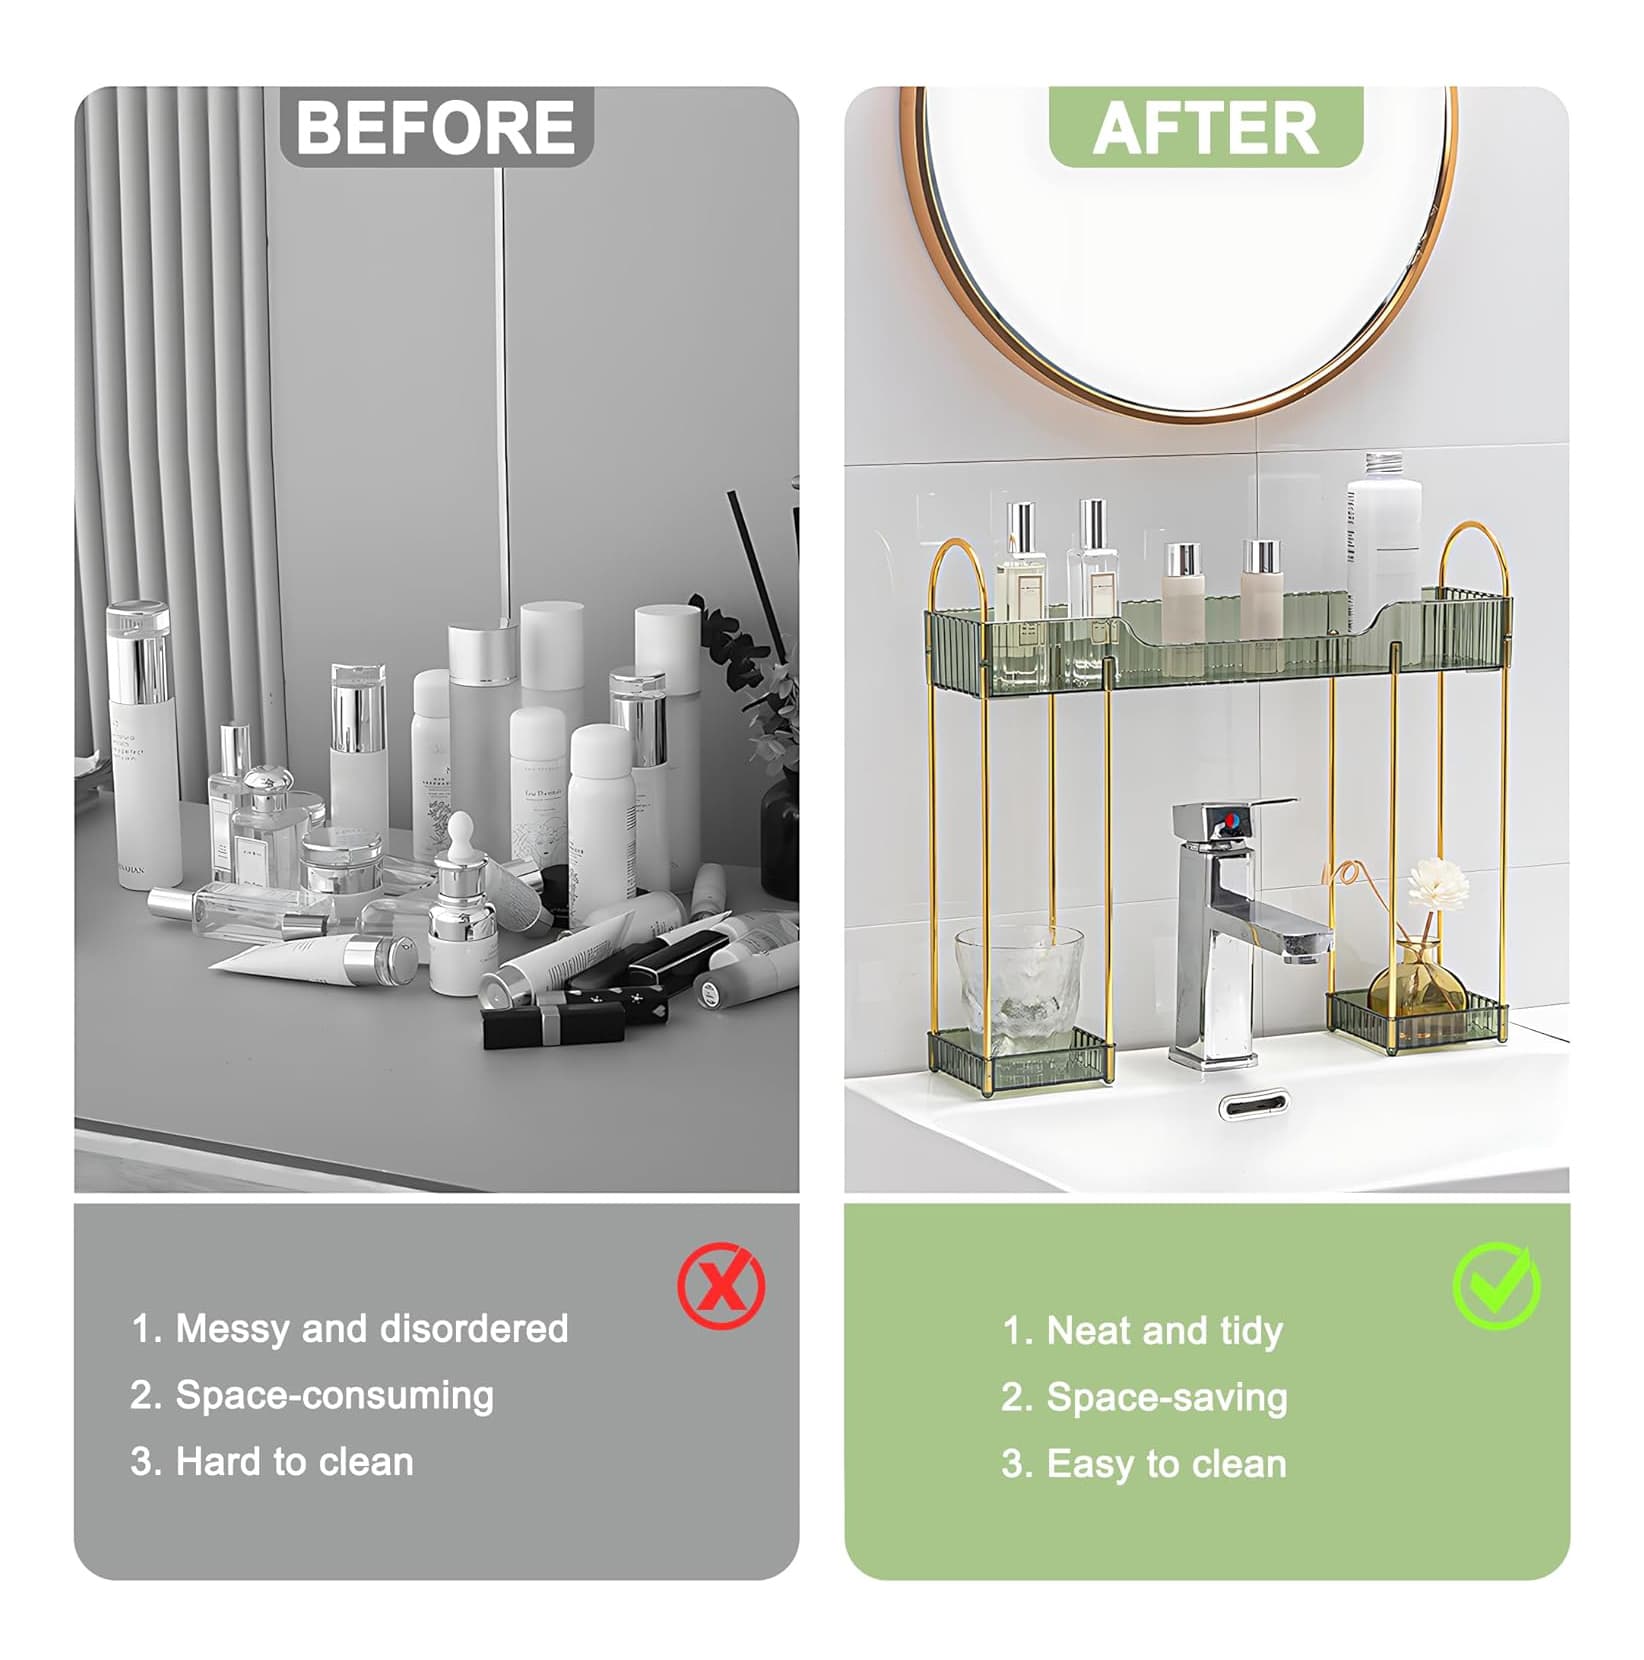 BEFORE
AFTER
1. Messy and disordered
2. Space-consuming
3. Hard to clean
1. Neat and tidy
2. Space-saving
3. Easy to clean